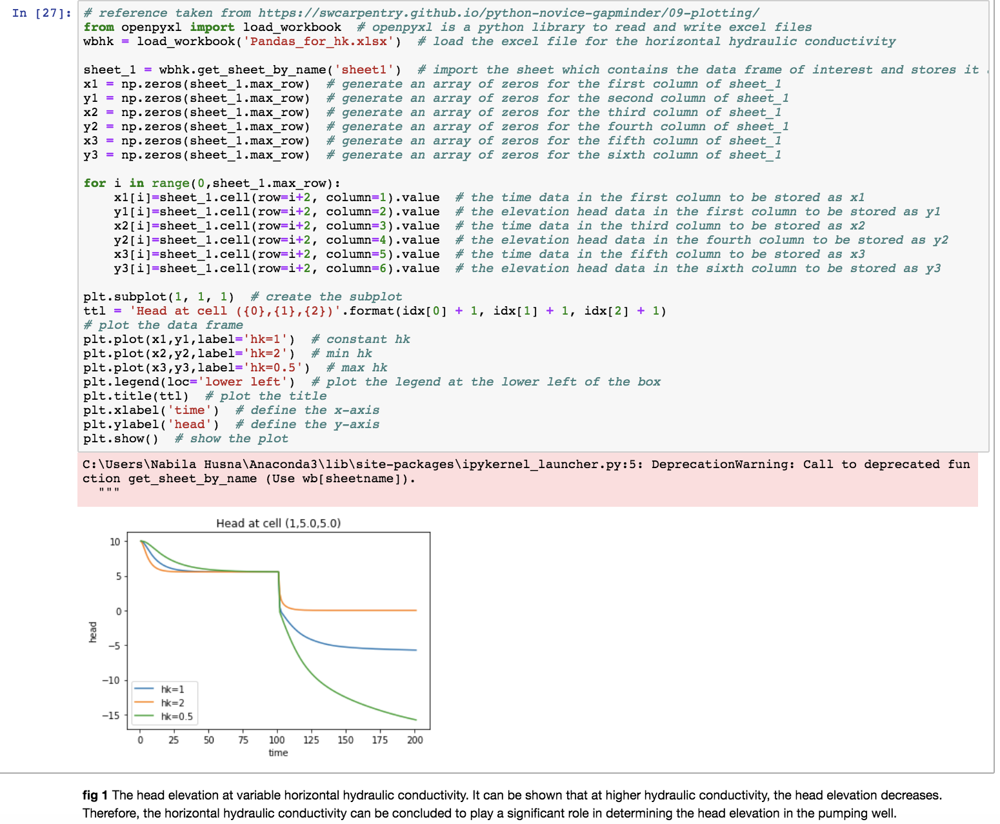 In [27]:
# reference taken from https://swcarpentry.github.io/python-novice-gapminder/09-plotting/
from openpyxl import load_workbook  # openpyxl is a python library to read and write excel files
wbhk = load_workbook('Pandas_for_hk.xlsx')  # load the excel file for the horizontal hydraulic conductivity

sheet_1 = wbhk.get_sheet_by_name('sheet1')  # import the sheet which contains the data frame of interest and stores it
x1 = np.zeros(sheet_1.max_row)  # generate an array of zeros for the first column of sheet_1
y1 = np.zeros(sheet_1.max_row)  # generate an array of zeros for the second column of sheet_1
x2 = np.zeros(sheet_1.max_row)  # generate an array of zeros for the third column of sheet_1
y2 = np.zeros(sheet_1.max_row)  # generate an array of zeros for the fourth column of sheet_1
x3 = np.zeros(sheet_1.max_row)  # generate an array of zeros for the fifth column of sheet_1
y3 = np.zeros(sheet_1.max_row)  # generate an array of zeros for the sixth column of sheet_1

for i in range(0,sheet_1.max_row):
    x1[i]=sheet_1.cell(row=i+2, column=1).value  # the time data in the first column to be stored as x1
    y1[i]=sheet_1.cell(row=i+2, column=2).value  # the elevation head data in the first column to be stored as y1
    x2[i]=sheet_1.cell(row=i+2, column=3).value  # the time data in the third column to be stored as x2
    y2[i]=sheet_1.cell(row=i+2, column=4).value  # the elevation head data in the fourth column to be stored as y2
    x3[i]=sheet_1.cell(row=i+2, column=5).value  # the time data in the fifth column to be stored as x3
    y3[i]=sheet_1.cell(row=i+2, column=6).value  # the elevation head data in the sixth column to be stored as y3

plt.subplot(1, 1, 1)  # create the subplot
ttl = 'Head at cell ({0},{1},{2})'.format(idx[0] + 1, idx[1] + 1, idx[2] + 1)
# plot the data frame
plt.plot(x1,y1,label='hk=1')  # constant hk
plt.plot(x2,y2,label='hk=2')  # min hk
plt.plot(x3,y3,label='hk=0.5')  # max hk
plt.legend(loc='lower left')  # plot the legend at the lower left of the box
plt.title(ttl)  # plot the title
plt.xlabel('time')  # define the x-axis
plt.ylabel('head')  # define the y-axis
plt.show()  # show the plot
C:\Users\Nabila Husna\Anaconda3\lib\site-packages\ipykernel_launcher.py:5: DeprecationWarning: Call to deprecated fun
ction get_sheet_by_name (Use wb[sheetname]).
  """
Head at cell (1,5.0,5.0)
10
5
0
−5
−10
−15
head
hk=1
hk=2
hk=0.5
0 25 50 75 100 125 150 175 200
time
fig 1 The head elevation at variable horizontal hydraulic conductivity. It can be shown that at higher hydraulic conductivity, the head elevation decreases.
Therefore, the horizontal hydraulic conductivity can be concluded to play a significant role in determining the head elevation in the pumping well.